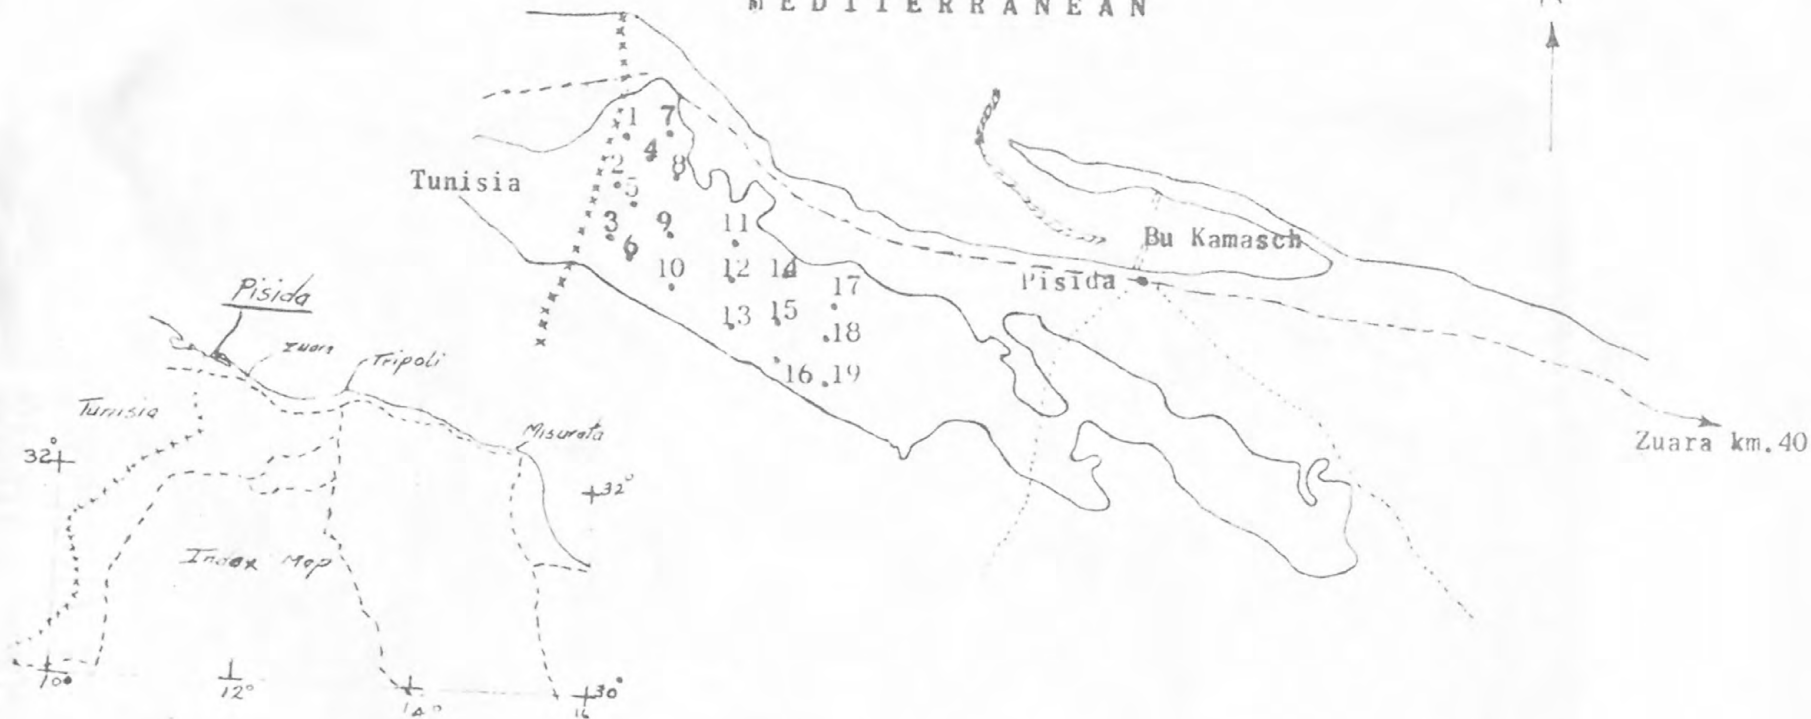 MEDITERRANEAN
1 7
4
2 8
Tunisia
5
3 9 11
6
Bu Kamasch
10 12 14
Pisida
17
13 15
18
16 19
Zuara km.40
Pisida
Zuara
Tripoli
Tunisia
Misurata
32°
32°
Index Map
10°
12°
14°
30°
16